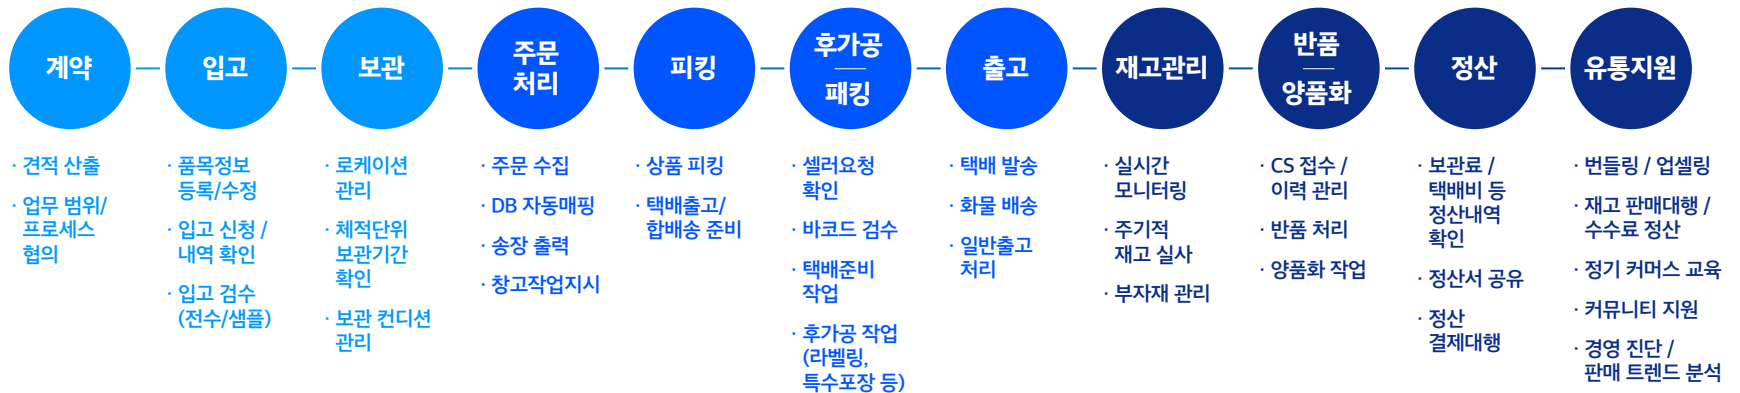 계약
· 견적 산출
· 업무 범위/
프로세스
협의
입고
· 품목정보
등록/수정
· 입고 신청 /
내역 확인
· 입고 검수
(전수/샘플)
보관
· 로케이션
관리
· 체적단위
보관기간
확인
· 보관 컨디션
관리
주문
처리
· 주문 수집
· DB 자동매핑
· 송장 출력
· 창고작업지시
피킹
· 상품 피킹
· 택배출고/
합배송 준비
후가공
패킹
· 셀러요청
확인
· 바코드 검수
· 택배준비
작업
· 후가공 작업
(라벨링,
특수포장 등)
출고
· 택배 발송
· 화물 배송
· 일반출고
처리
재고관리
· 실시간
모니터링
· 주기적
재고 실사
· 부자재 관리
반품
양품화
· CS 접수 /
이력 관리
· 반품 처리
· 양품화 작업
정산
· 보관료 /
택배비 등
정산내역
확인
· 정산서 공유
· 정산
결제대행
유통지원
· 번들링 / 업셀링
· 재고 판매대행 /
수수료 정산
· 정기 커머스 교육
· 커뮤니티 지원
· 경영 진단 /
판매 트렌드 분석